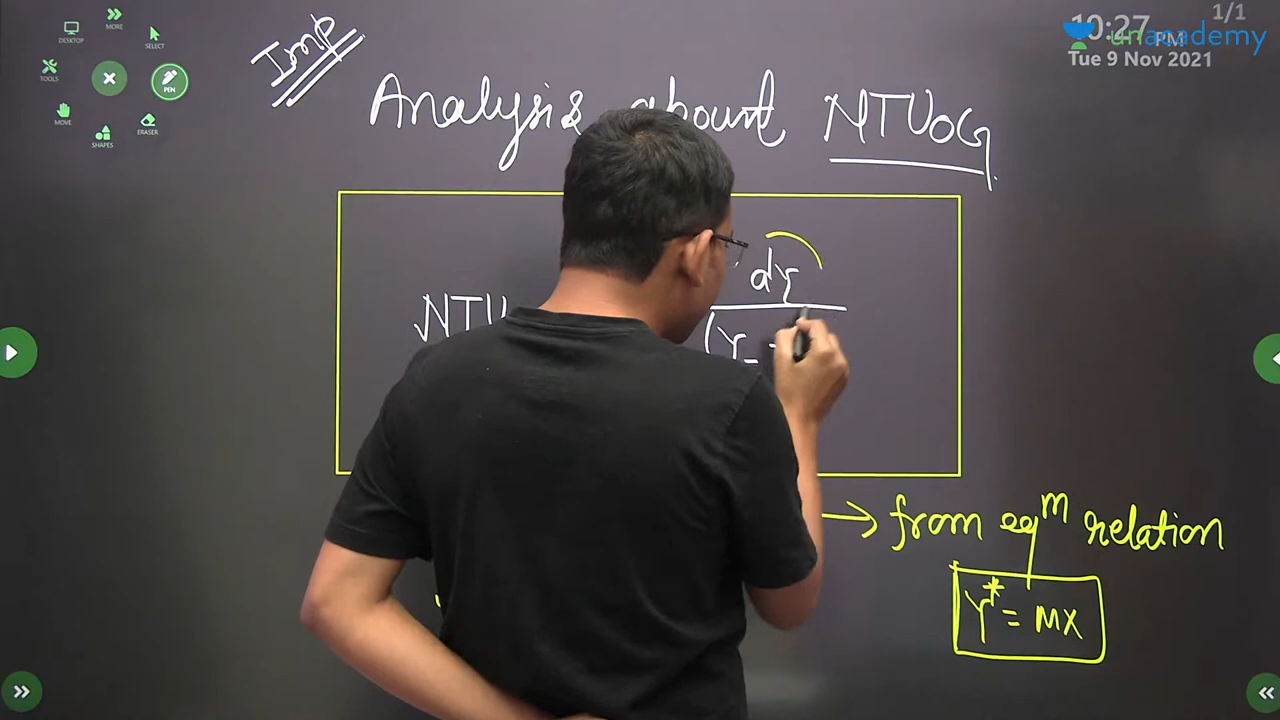 1/1
10:27 PM
unacademy
Tue 9 Nov 2021
MORE
DESKTOP
SELECT
TOOLS
PEN
MOVE
ERASER
SHAPES
Imp
Analysis about NTUOG
NTU
dY
(Y -
→ from eqm relation
Y* = mX